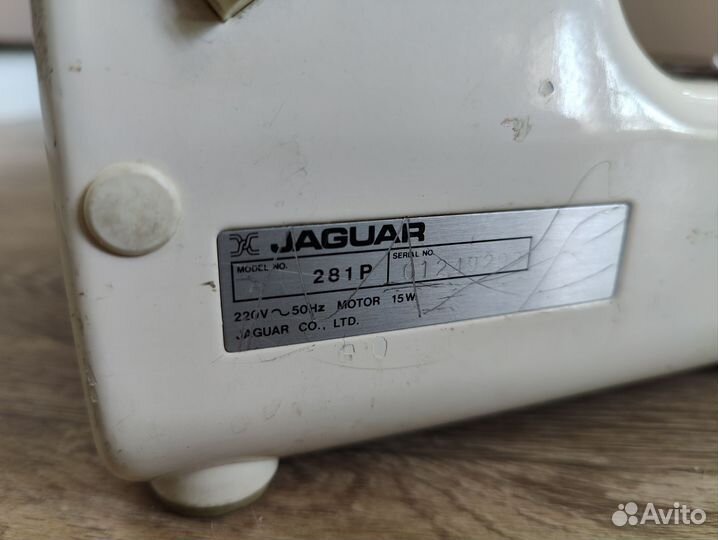 JAGUAR
MODEL NO. SERIAL NO.
281P
220V~50Hz MOTOR 15W
JAGUAR CO., LTD.
Avito